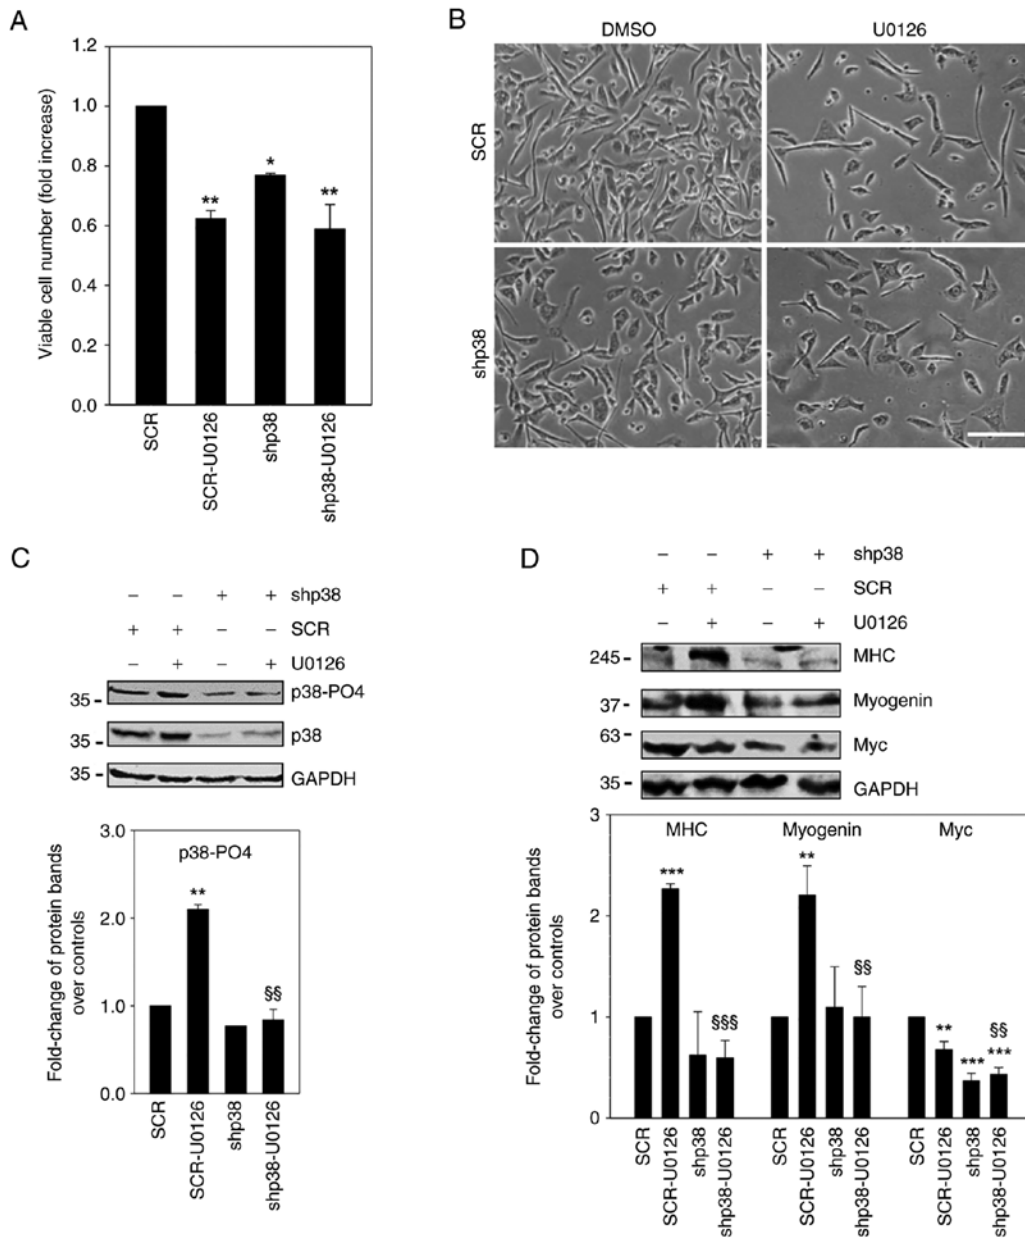 A
Viable cell number (fold increase)
1.2
1.0
0.8
0.6
0.4
0.2
0.0
**
*
**
SCR
SCR-U0126
shp38
shp38-U0126
B
DMSO
U0126
SCR
shp38
C
– – + + shp38
+ + – – SCR
– + – + U0126
35 - p38-PO4
35 - p38
35 - GAPDH
Fold-change of protein bands
over controls
p38-PO4
3.0
2.0
1.0
0.0
**
§§
SCR
SCR-U0126
shp38
shp38-U0126
D
– – + + shp38
+ + – – SCR
– + – + U0126
245 - MHC
37 - Myogenin
63 -
Myc
35 - GAPDH
Fold-change of protein bands
over controls
MHC Myogenin Myc
3
2
1
0
***
§§§
**
§§
**
***
§§
***
SCR
SCR-U0126
shp38
shp38-U0126
SCR
SCR-U0126
shp38
shp38-U0126
SCR
SCR-U0126
shp38
shp38-U0126